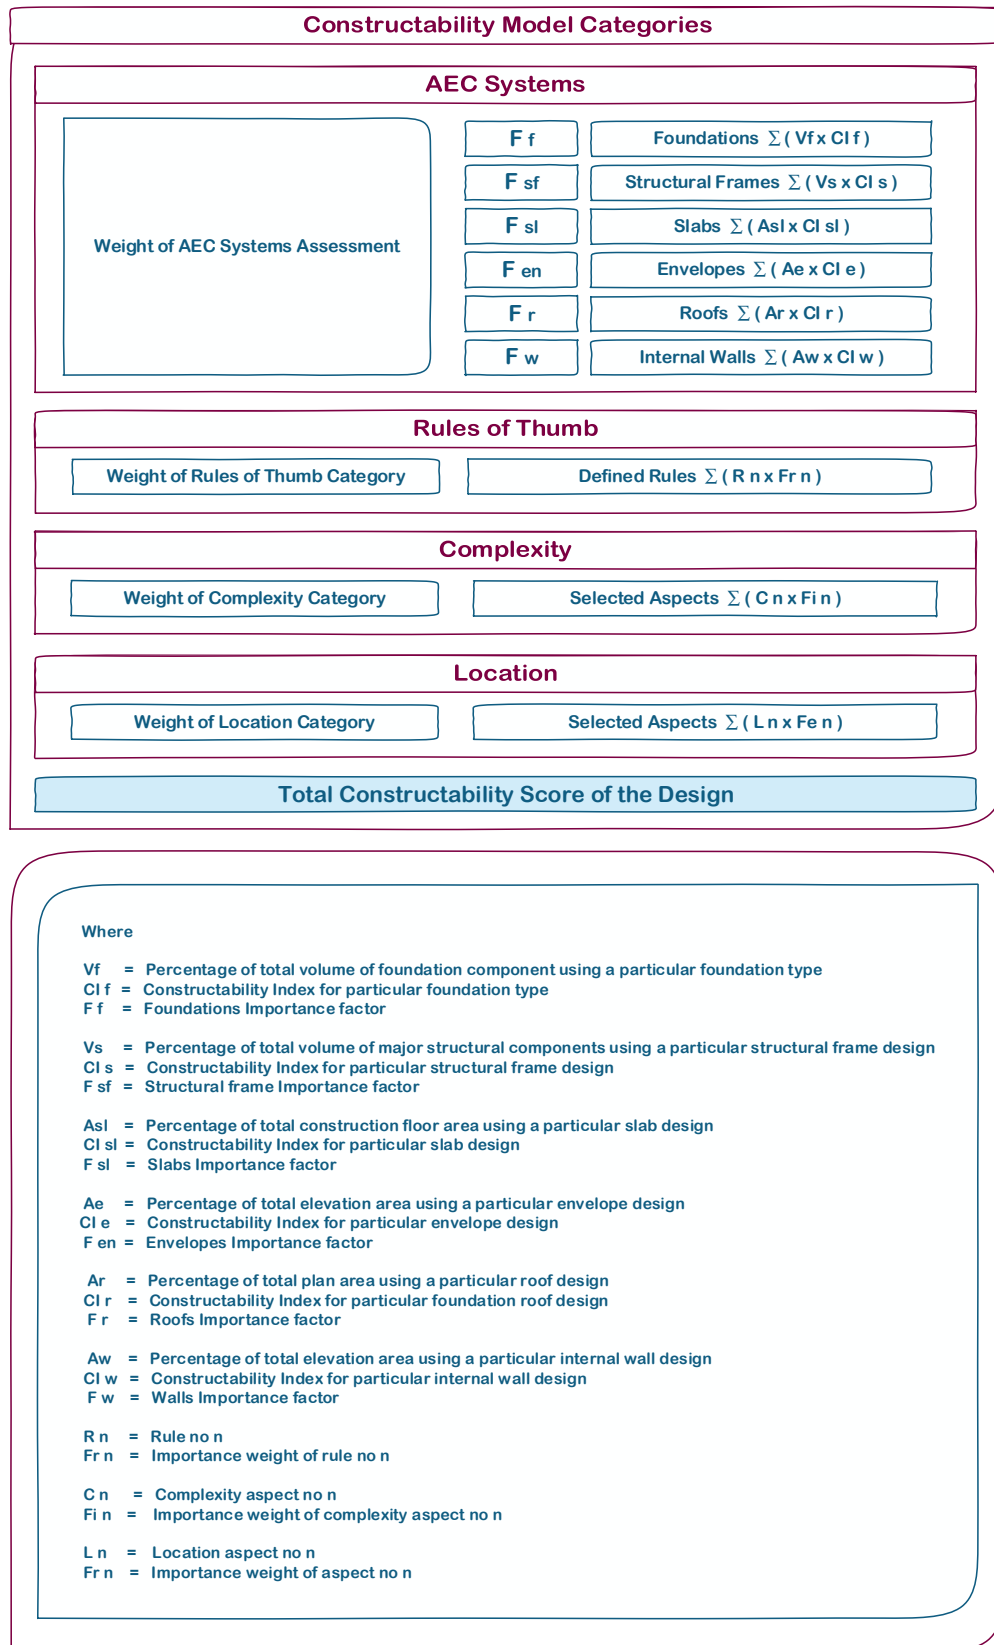 Constructability Model Categories
AEC Systems
Weight of AEC Systems Assessment
F f
Foundations ∑ ( Vf x CI f )
F sf
Structural Frames ∑ ( Vs x CI s )
F sl
Slabs ∑ ( Asl x CI sl )
F en
Envelopes ∑ ( Ae x CI e )
F r
Roofs ∑ ( Ar x CI r )
F w
Internal Walls ∑ ( Aw x CI w )
Rules of Thumb
Weight of Rules of Thumb Category
Defined Rules ∑ ( R n x Fr n )
Complexity
Weight of Complexity Category
Selected Aspects ∑ ( C n x Fi n )
Location
Weight of Location Category
Selected Aspects ∑ ( L n x Fe n )
Total Constructability Score of the Design
Where
Vf = Percentage of total volume of foundation component using a particular foundation type
CI f = Constructability Index for particular foundation type
F f = Foundations Importance factor
Vs = Percentage of total volume of major structural components using a particular structural frame design
CI s = Constructability Index for particular structural frame design
F sf = Structural frame Importance factor
Asl = Percentage of total construction floor area using a particular slab design
CI sl = Constructability Index for particular slab design
F sl = Slabs Importance factor
Ae = Percentage of total elevation area using a particular envelope design
CI e = Constructability Index for particular envelope design
F en = Envelopes Importance factor
Ar = Percentage of total plan area using a particular roof design
CI r = Constructability Index for particular foundation roof design
F r = Roofs Importance factor
Aw = Percentage of total elevation area using a particular internal wall design
CI w = Constructability Index for particular internal wall design
F w = Walls Importance factor
R n = Rule no n
Fr n = Importance weight of rule no n
C n = Complexity aspect no n
Fi n = Importance weight of complexity aspect no n
L n = Location aspect no n
Fr n = Importance weight of aspect no n